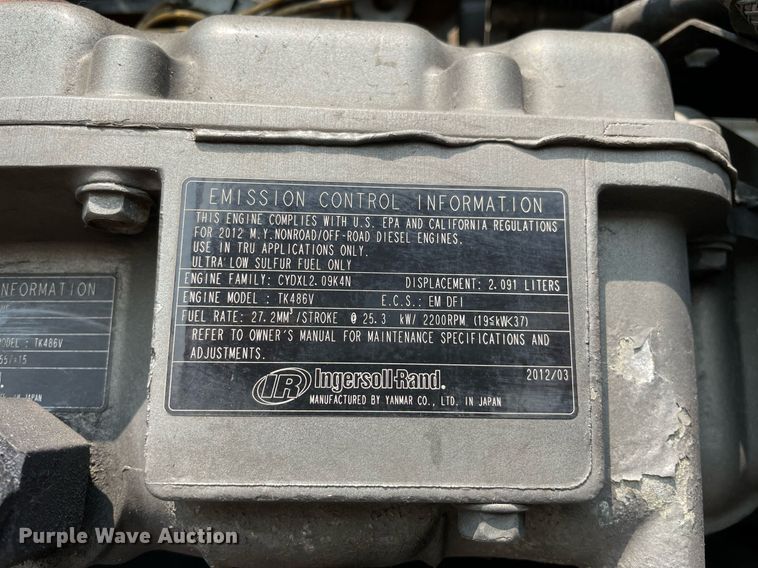 EMISSION CONTROL INFORMATION
THIS ENGINE COMPLIES WITH U.S. EPA AND CALIFORNIA REGULATIONS
FOR 2012 M.Y.NONROAD/OFF-ROAD DIESEL ENGINES.
USE IN TRU APPLICATIONS ONLY.
ULTRA LOW SULFUR FUEL ONLY
ENGINE FAMILY: CYDXL2.09K4N DISPLACEMENT: 2.091 LITERS
ENGINE MODEL : TK486V E.C.S.: EM DFI
FUEL RATE: 27.2MM³/STROKE @ 25.3 kW/ 2200RPM (19≤kW<37)
REFER TO OWNER'S MANUAL FOR MAINTENANCE SPECIFICATIONS AND
ADJUSTMENTS.
2012/03
IR Ingersoll-Rand.
MANUFACTURED BY YANMAR CO., LTD. IN JAPAN
INFORMATION
: TK486V
IN JAPAN
Purple Wave Auction